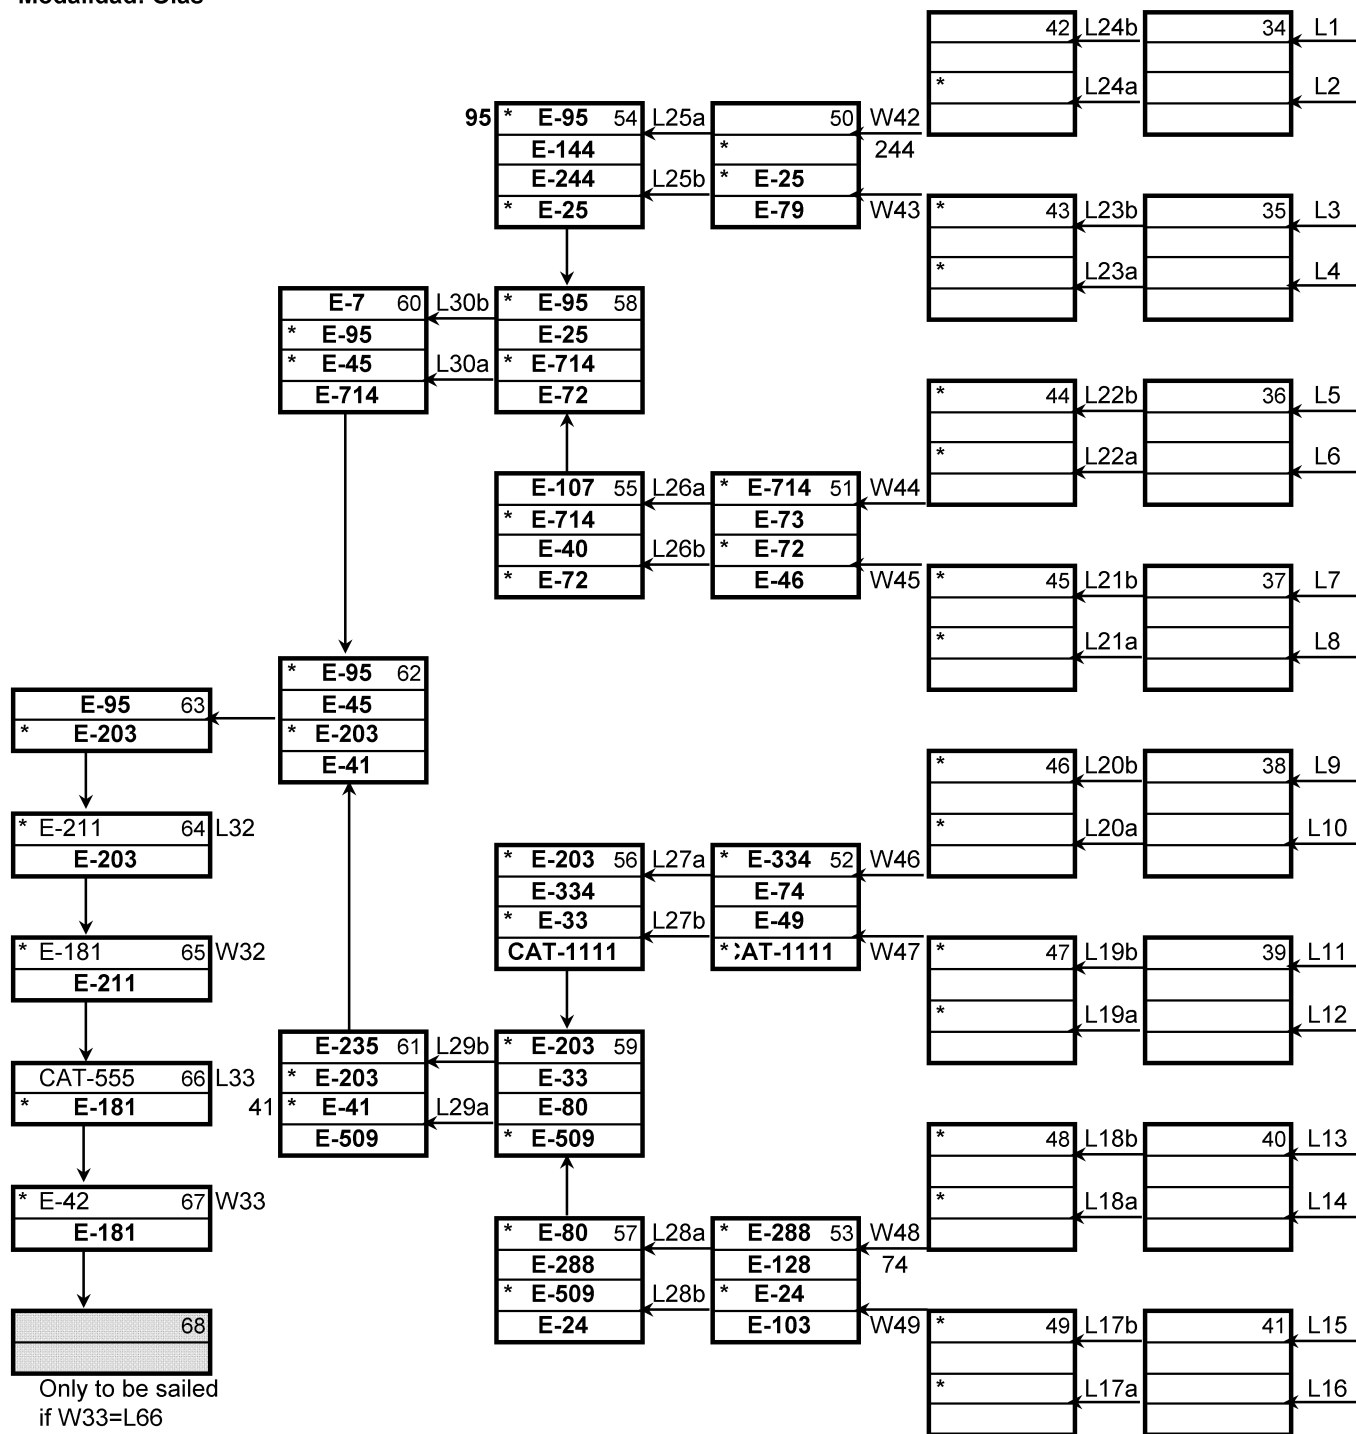 42 L24b 34 L1
* L24a L2
95 * E-95 54 L25a 50 W42
E-144 * 244
E-244 L25b * E-25
* E-25 E-79 W43 * 43 L23b 35 L3
* L23a L4
E-7 60 L30b * E-95 58
* E-95 E-25
* E-45 L30a * E-714
E-714 E-72 * 44 L22b 36 L5
* L22a L6
E-107 55 L26a * E-714 51 W44
* E-714 E-73
E-40 L26b * E-72
* E-72 E-46 W45 * 45 L21b 37 L7
* L21a L8
* E-95 62
E-95 63 E-45
* E-203 * E-203
E-41
* 46 L20b 38 L9
* E-211 64 L32 * L20a L10
E-203 * E-203 56 L27a * E-334 52 W46
E-334 E-74
* E-33 L27b E-49
* E-181 65 W32 CAT-1111 * CAT-1111 W47 * 47 L19b 39 L11
E-211 * L19a L12
E-235 61 L29b * E-203 59
CAT-555 66 L33 * E-203 E-33
* E-181 41 * E-41 L29a E-80
E-509 * E-509 * 48 L18b 40 L13
* E-42 67 W33 * L18a L14
E-181 * E-80 57 L28a * E-288 53 W48
E-288 E-128 74
* E-509 L28b * E-24
68 E-24 E-103 W49 * 49 L17b 41 L15
Only to be sailed * L17a L16
if W33=L66